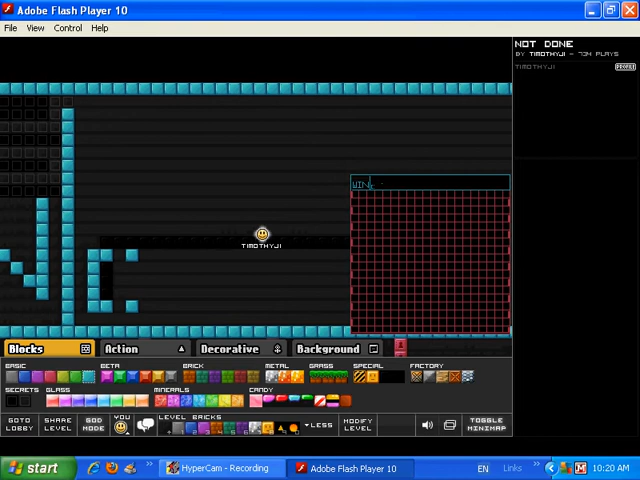 Adobe Flash Player 10
File View Control Help
NOT DONE
BY TIMOTHYJI - 734 PLAYS
TIMOTHYJI
PROFILE
WIN
TIMOTHYJI
Blocks
Action
Decorative
Background
BASIC
BETA
BRICK
METAL
GRASS
SPECIAL
FACTORY
SECRETS
GLASS
MINERALS
CANDY
GOTO LOBBY
SHARE LEVEL
GOD MODE
YOU
LEVEL BRICKS
LESS
MODIFY LEVEL
TOGGLE MINIMAP
start
HyperCam - Recording
Adobe Flash Player 10
EN
Links
10:20 AM